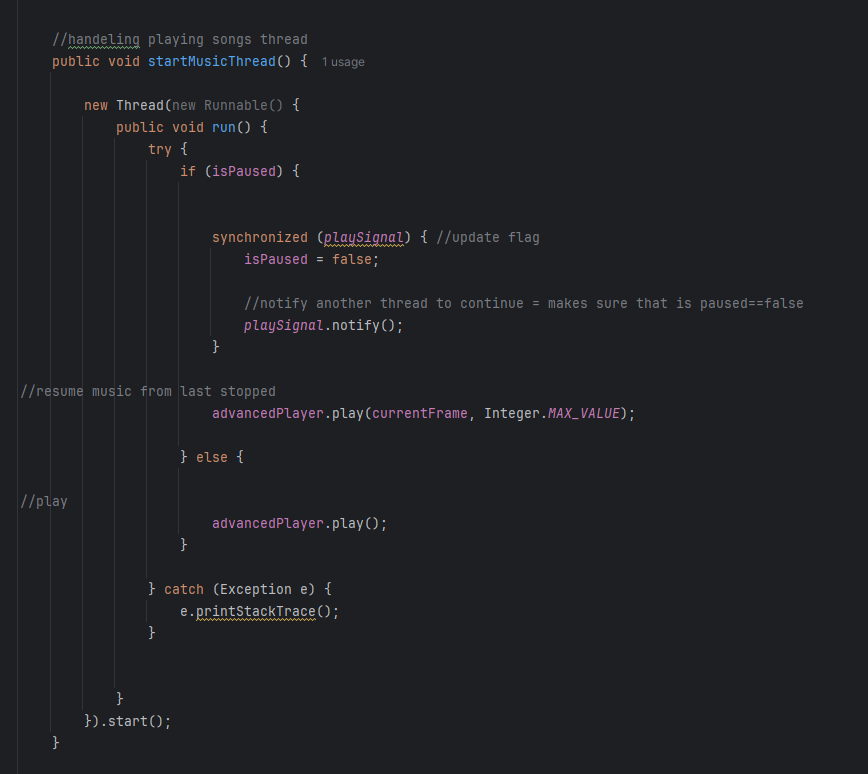 //handeling playing songs thread
public void startMusicThread() { 1 usage
new Thread(new Runnable() {
public void run() {
try {
if (isPaused) {
synchronized (playSignal) { //update flag
isPaused = false;
//notify another thread to continue = makes sure that is paused==false
playSignal.notify();
}
//resume music from last stopped
advancedPlayer.play(currentFrame, Integer.MAX_VALUE);
} else {
//play
advancedPlayer.play();
}
} catch (Exception e) {
e.printStackTrace();
}
}
}).start();
}